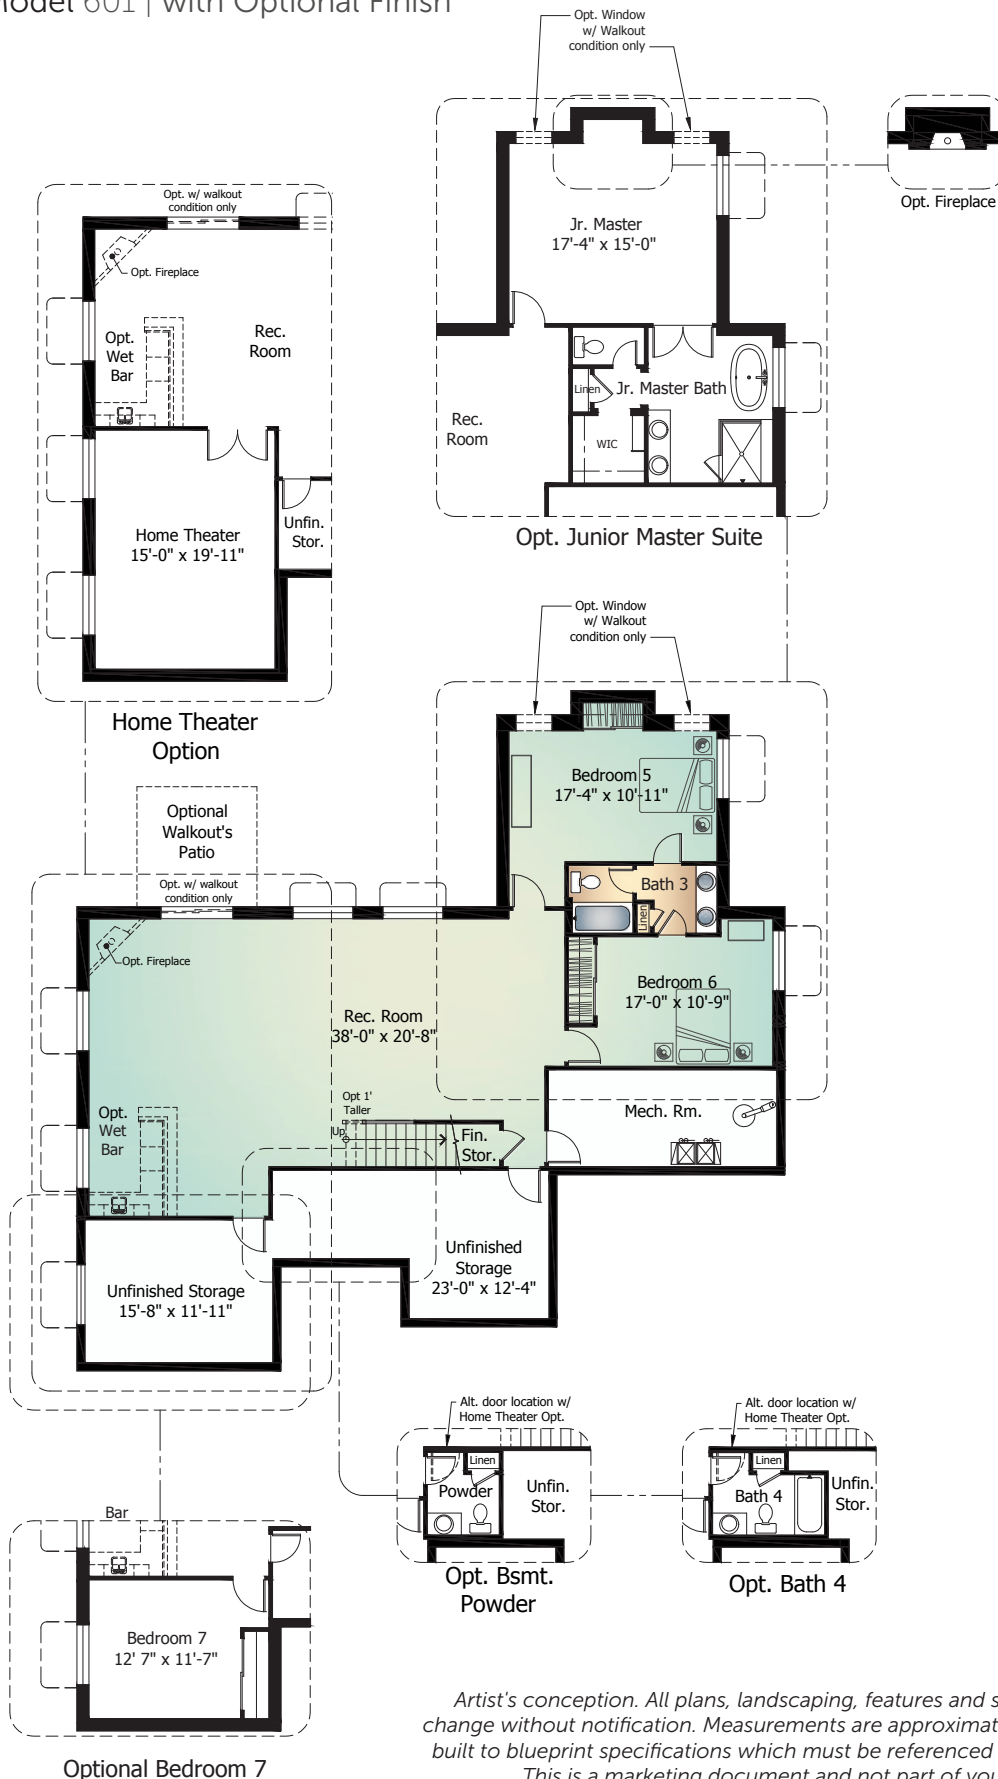 Model 601 | with Optional Finish
Opt. Window
w/ Walkout
condition only
Opt. Fireplace
Jr. Master
17'-4" x 15'-0"
Linen
Jr. Master Bath
WIC
Rec.
Room
Opt. Junior Master Suite
Opt. w/ walkout
condition only
Opt. Fireplace
Opt.
Wet
Bar
Rec.
Room
Home Theater
15'-0" x 19'-11"
Unfin.
Stor.
Home Theater
Option
Opt. Window
w/ Walkout
condition only
Bedroom 5
17'-4" x 10'-11"
Bath 3
Linen
Bedroom 6
17'-0" x 10'-9"
Optional
Walkout's
Patio
Opt. w/ walkout
condition only
Opt. Fireplace
Rec. Room
38'-0" x 20'-8"
Opt 1'
Taller
Up
Fin.
Stor.
Mech. Rm.
Opt.
Wet
Bar
Unfinished
Storage
23'-0" x 12'-4"
Unfinished Storage
15'-8" x 11'-11"
Alt. door location w/
Home Theater Opt.
Linen
Powder
Unfin.
Stor.
Opt. Bsmt.
Powder
Alt. door location w/
Home Theater Opt.
Linen
Bath 4
Unfin.
Stor.
Opt. Bath 4
Bar
Bedroom 7
12' 7" x 11'-7"
Optional Bedroom 7
Artist's conception. All plans, landscaping, features and s
change without notification. Measurements are approximat
built to blueprint specifications which must be referenced
This is a marketing document and not part of you